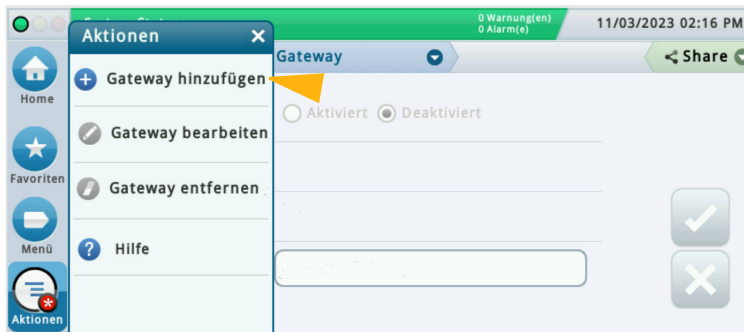 0 Warnung(en)
0 Alarm(e)
11/03/2023 02:16 PM
Aktionen
Gateway
Share
Gateway hinzufügen
Home
Aktiviert
Deaktiviert
Gateway bearbeiten
Favoriten
Gateway entfernen
Menü
Hilfe
Aktionen